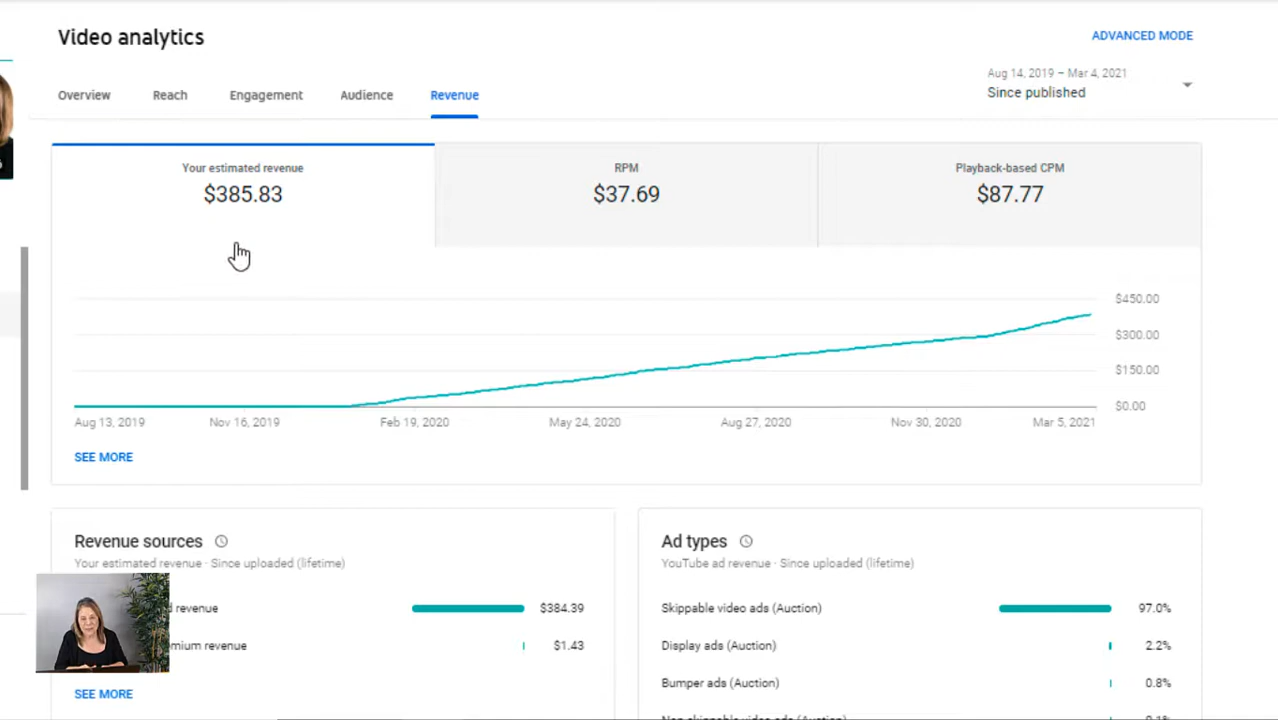 Video analytics
ADVANCED MODE
Aug 14, 2019 – Mar 4, 2021
Since published
Overview Reach Engagement Audience Revenue
Your estimated revenue RPM Playback-based CPM
$385.83 $37.69 $87.77
$450.00
$300.00
$150.00
$0.00
Aug 13, 2019 Nov 16, 2019 Feb 19, 2020 May 24, 2020 Aug 27, 2020 Nov 30, 2020 Mar 5, 2021
SEE MORE
Revenue sources
Your estimated revenue · Since uploaded (lifetime)
revenue $384.39
revenue $1.43
SEE MORE
Ad types
YouTube ad revenue · Since uploaded (lifetime)
Skippable video ads (Auction) 97.0%
Display ads (Auction) 2.2%
Bumper ads (Auction) 0.8%